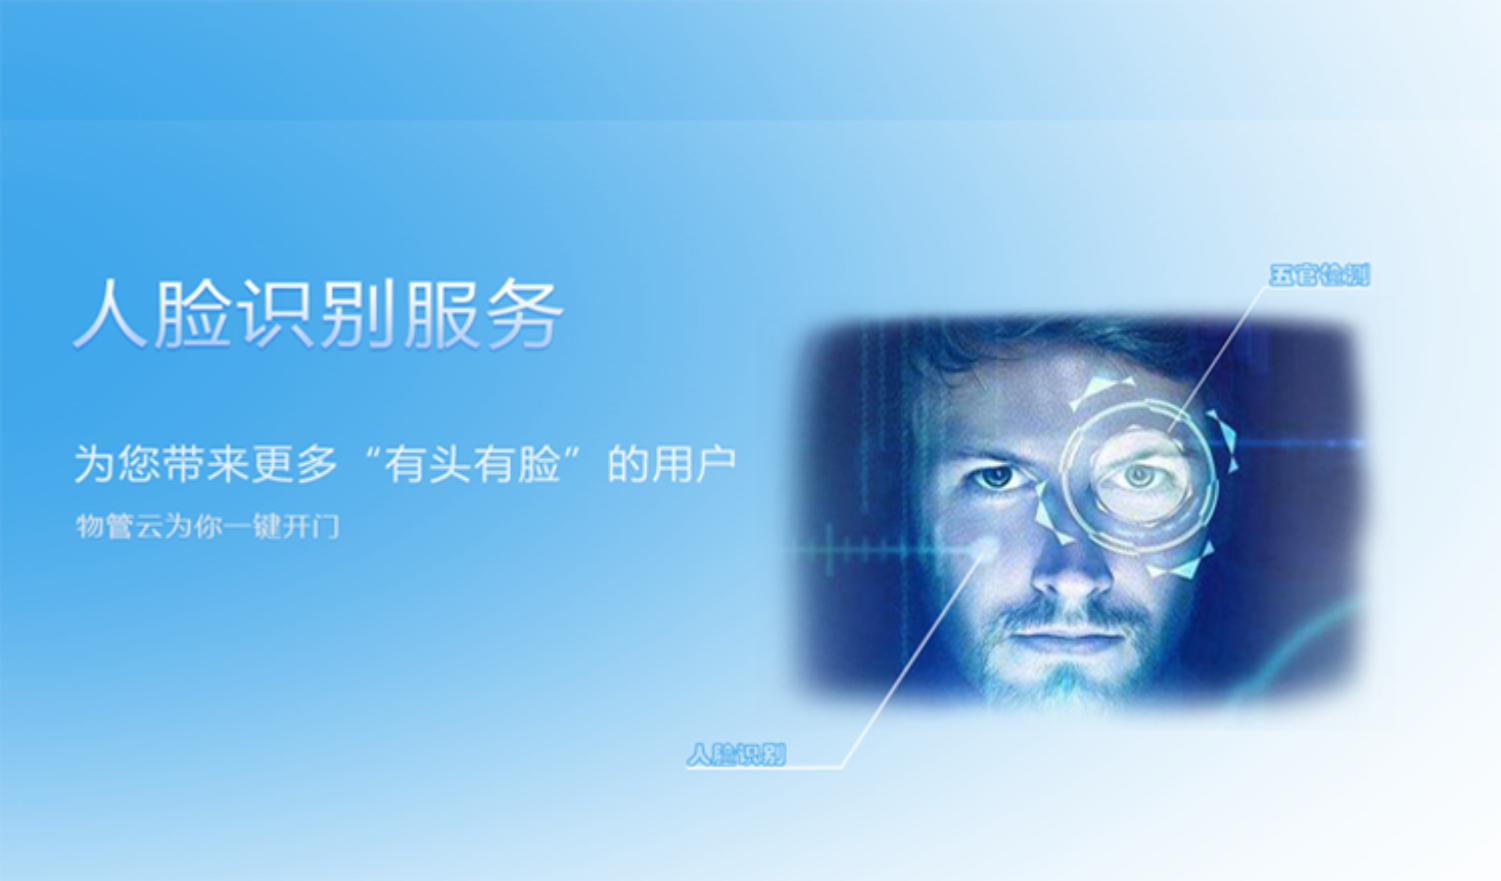 人脸识别服务
为您带来更多“有头有脸”的用户
物管云为你一键开门
五官检测
人脸识别